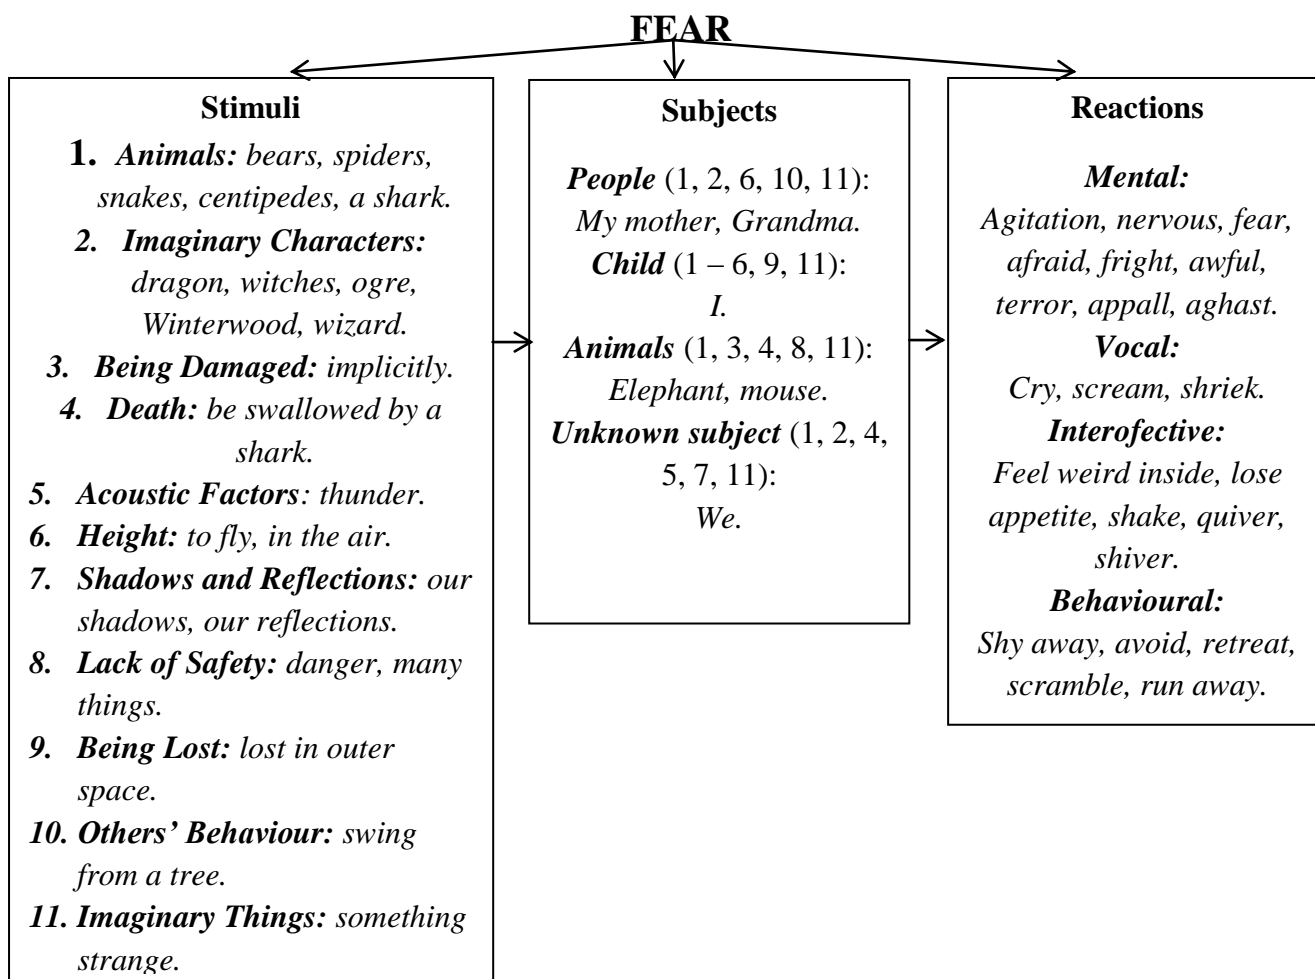 FEAR
Stimuli
1. Animals: bears, spiders,
snakes, centipedes, a shark.
2. Imaginary Characters:
dragon, witches, ogre,
Winterwood, wizard.
3. Being Damaged: implicitly.
4. Death: be swallowed by a
shark.
5. Acoustic Factors: thunder.
6. Height: to fly, in the air.
7. Shadows and Reflections: our
shadows, our reflections.
8. Lack of Safety: danger, many
things.
9. Being Lost: lost in outer
space.
10. Others’ Behaviour: swing
from a tree.
11. Imaginary Things: something
strange.
Subjects
People (1, 2, 6, 10, 11):
My mother, Grandma.
Child (1 – 6, 9, 11):
I.
Animals (1, 3, 4, 8, 11):
Elephant, mouse.
Unknown subject (1, 2, 4,
5, 7, 11):
We.
Reactions
Mental:
Agitation, nervous, fear,
afraid, fright, awful,
terror, appall, aghast.
Vocal:
Cry, scream, shriek.
Interofective:
Feel weird inside, lose
appetite, shake, quiver,
shiver.
Behavioural:
Shy away, avoid, retreat,
scramble, run away.